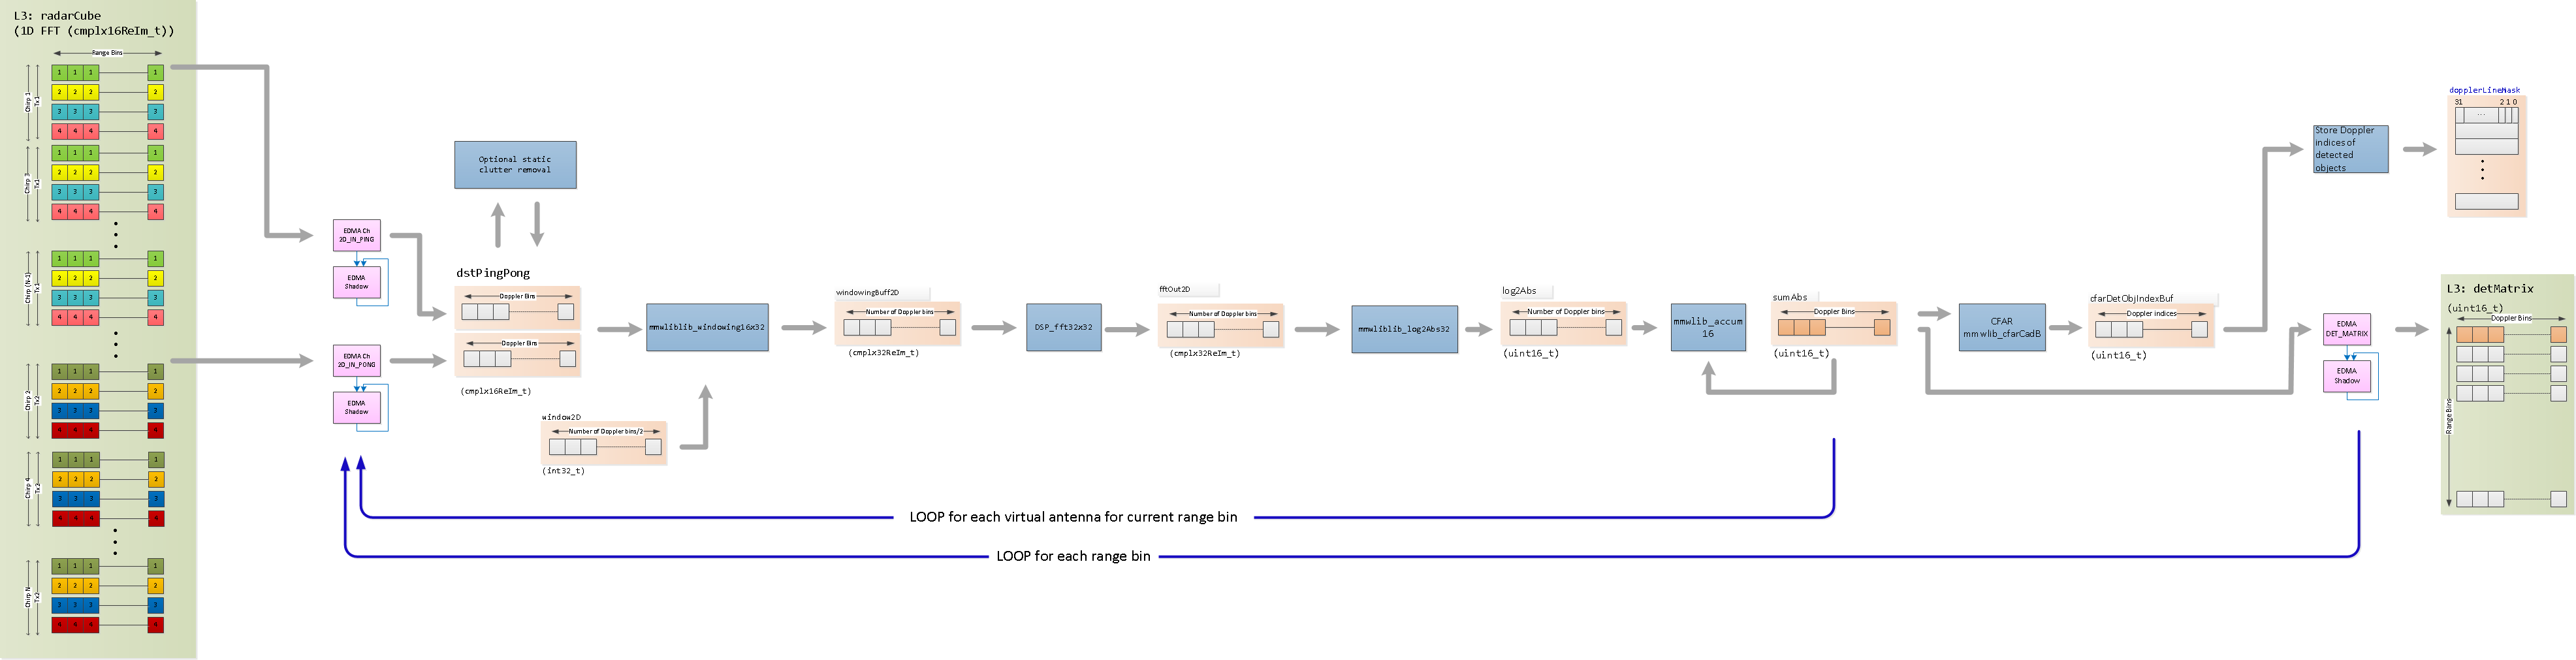 L3: radarCube
(1D FFT (cmplx16ReIm_t))
Range Bins
Chirp 1
Tx1
1 1 1 1
2 2 2 2
3 3 3 3
4 4 4 4
Chirp 3
Tx1
1 1 1 1
2 2 2 2
3 3 3 3
4 4 4 4
Chirp (N-1)
Tx1
1 1 1 1
2 2 2 2
3 3 3 3
4 4 4 4
Chirp 2
Tx2
1 1 1 1
2 2 2 2
3 3 3 3
4 4 4 4
Chirp 4
Tx2
1 1 1 1
2 2 2 2
3 3 3 3
4 4 4 4
Chirp N
Tx2
1 1 1 1
2 2 2 2
3 3 3 3
4 4 4 4
EDMA Ch
2D_IN_PING
EDMA
Shadow
EDMA Ch
2D_IN_PONG
EDMA
Shadow
Optional static
clutter removal
dstPingPong
Doppler Bins
Doppler Bins
(cmplx16ReIm_t)
window2D
Number of Doppler bins/2
(int32_t)
mmwliblib_windowing16x32
windowingBuff2D
Number of Doppler bins
(cmplx32ReIm_t)
DSP_fft32x32
fftOut2D
Number of Doppler bins
(cmplx32ReIm_t)
mmwliblib_log2Abs32
log2Abs
Number of Doppler bins
(uint16_t)
mmwlib_accum
16
sumAbs
Doppler Bins
(uint16_t)
CFAR
mmwlib_cfarCadB
cfarDetObjIndexBuf
Doppler indices
(uint16_t)
Store Doppler
indices of
detected
objects
dopplerLineMask
31 2 1 0
...
EDMA
DET_MATRIX
EDMA
Shadow
L3: detMatrix
(uint16_t)
Doppler Bins
Range Bins
LOOP for each virtual antenna for current range bin
LOOP for each range bin